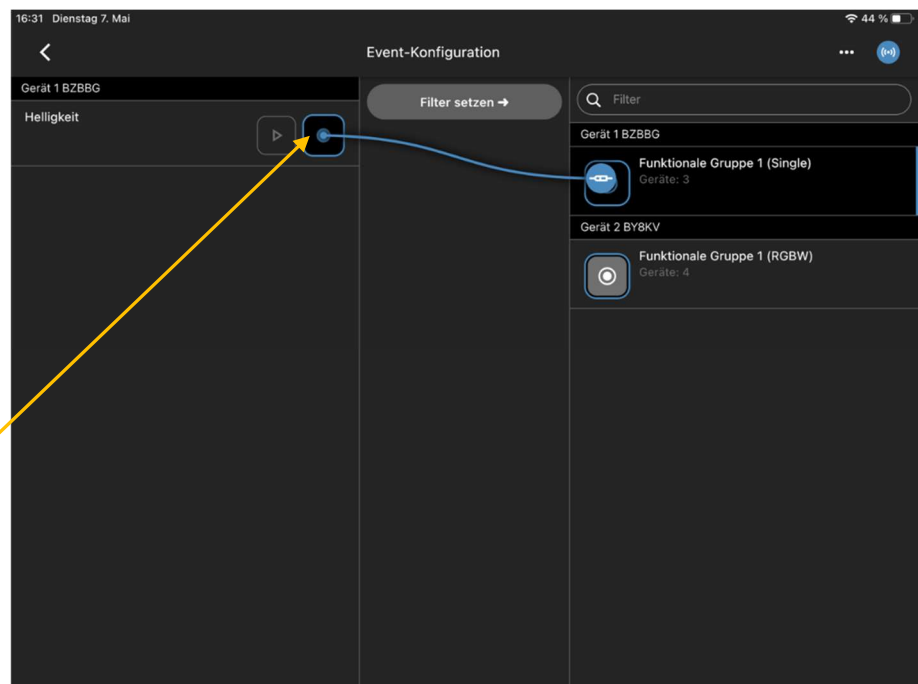 16:31 Dienstag 7. Mai
44 %
Event-Konfiguration
Gerät 1 BZBBG
Helligkeit
Filter setzen ➔
Filter
Gerät 1 BZBBG
Funktionale Gruppe 1 (Single)
Geräte: 3
Gerät 2 BY8KV
Funktionale Gruppe 1 (RGBW)
Geräte: 4